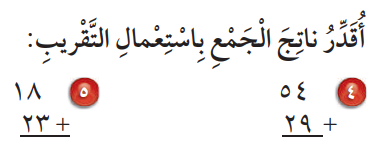 أُقَدِّرُ ناتِجَ الْجَمْعِ بِاسْتِعْمالِ التَّقْريبِ:
٤ ٥٤ ٥ ١٨
+ ٢٩ + ٢٣